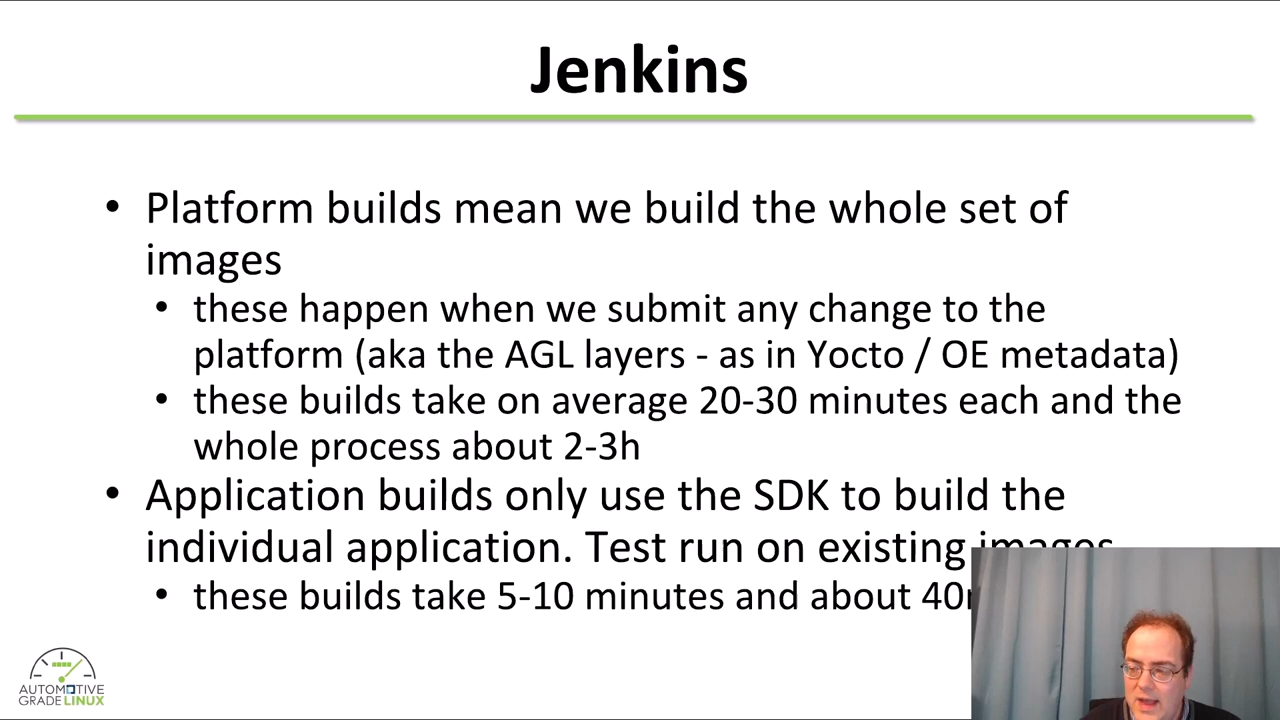 Jenkins
• Platform builds mean we build the whole set of
images
• these happen when we submit any change to the
platform (aka the AGL layers - as in Yocto / OE metadata)
• these builds take on average 20-30 minutes each and the
whole process about 2-3h
• Application builds only use the SDK to build the
individual application. Test run on existing images
• these builds take 5-10 minutes and about
AUTOMOTIVE
GRADE LINUX